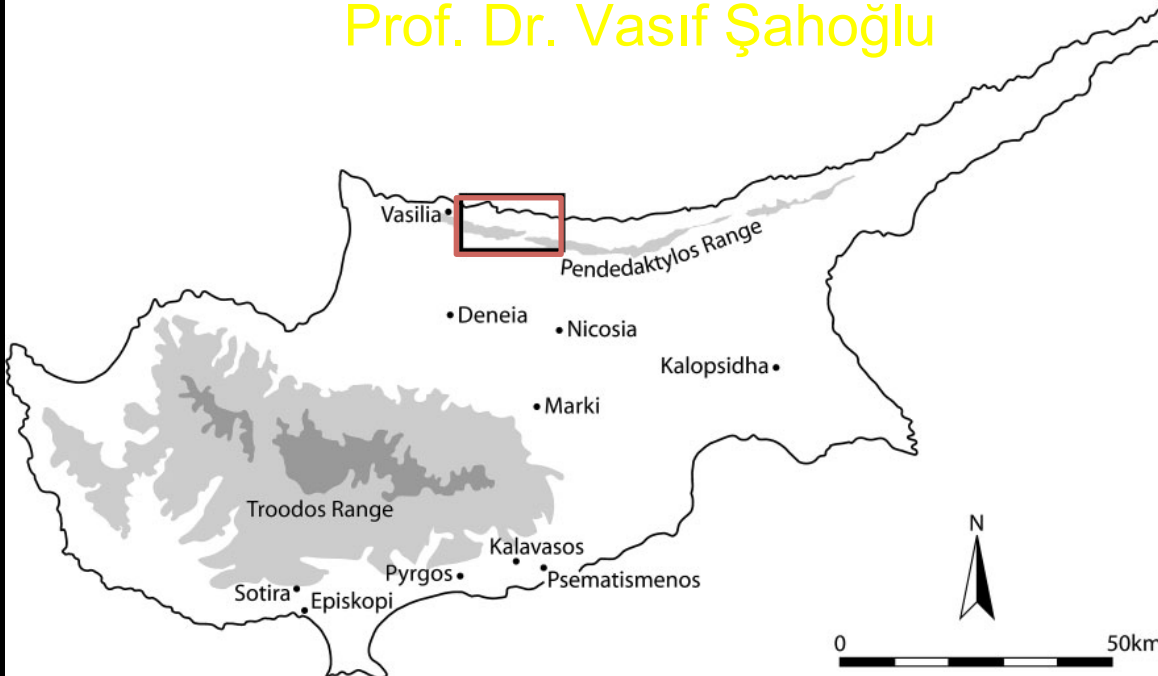 Prof. Dr. Vasıf Şahoğlu
Vasilia
Pendedaktylos Range
Deneia
Nicosia
Kalopsidha
Marki
Troodos Range
N
Kalavasos
Pyrgos
Psematismenos
Sotira
Episkopi
0 50km